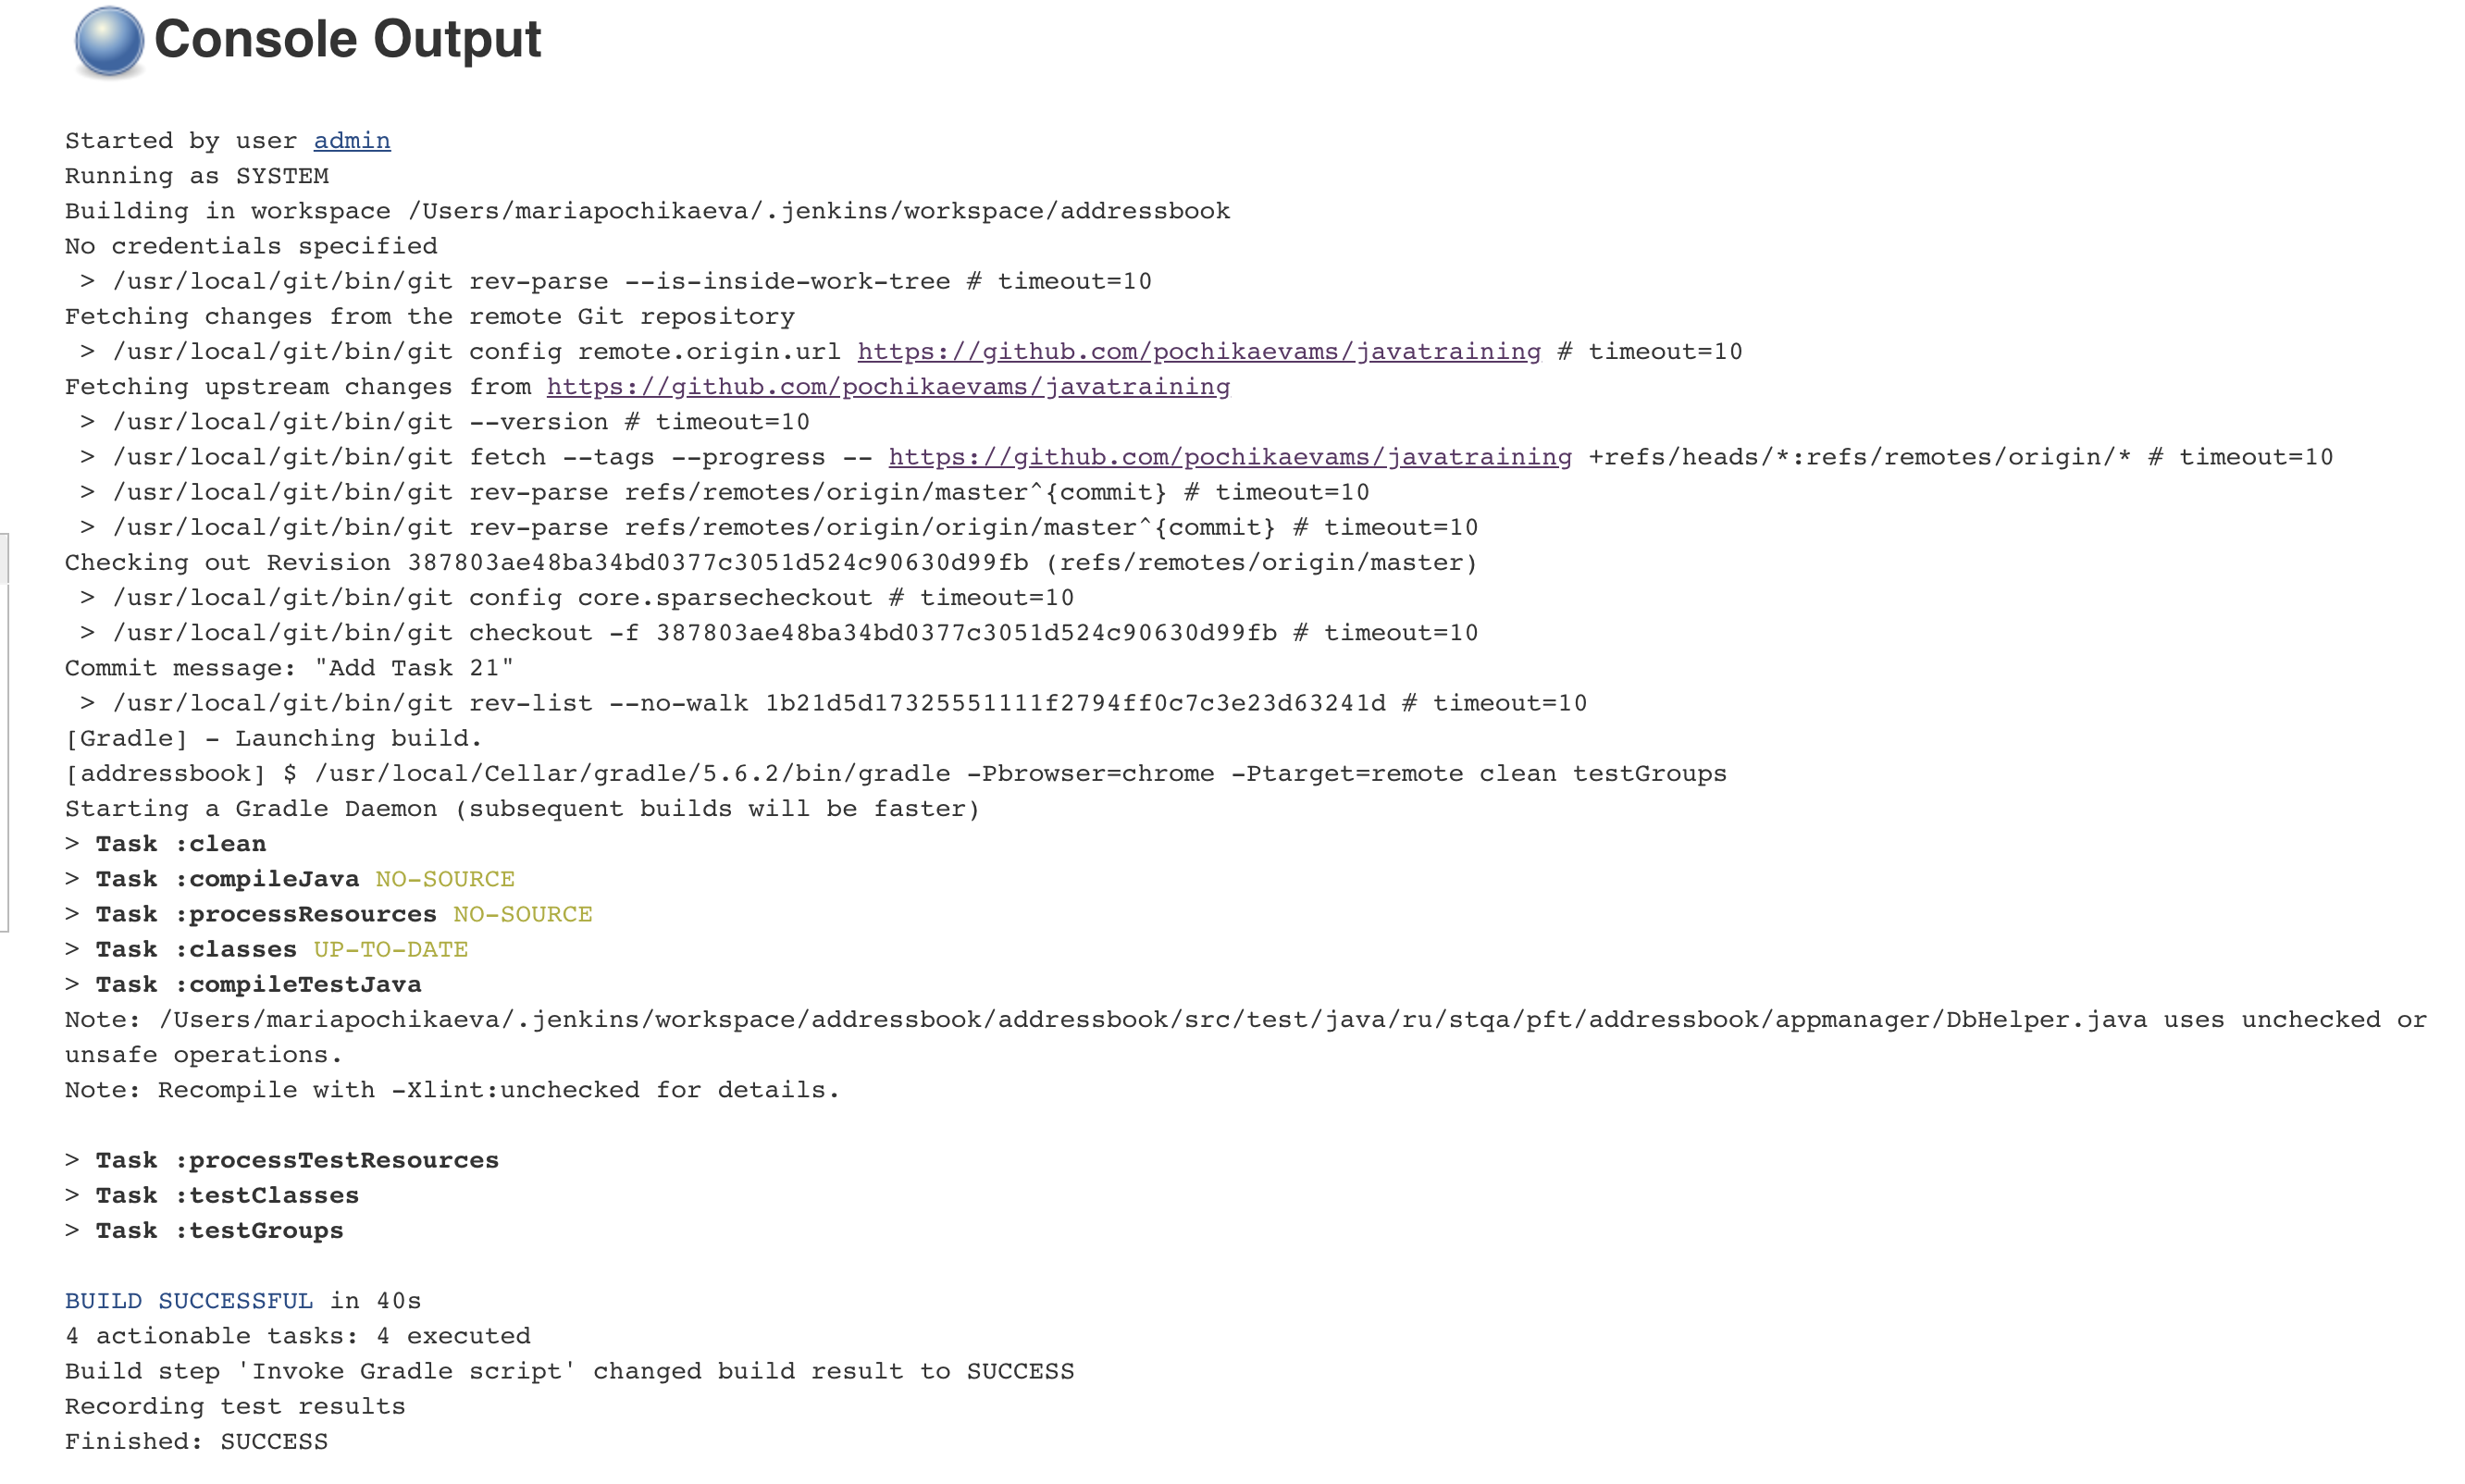 Console Output
Started by user admin
Running as SYSTEM
Building in workspace /Users/mariapochikaeva/.jenkins/workspace/addressbook
No credentials specified
 > /usr/local/git/bin/git rev-parse --is-inside-work-tree # timeout=10
Fetching changes from the remote Git repository
 > /usr/local/git/bin/git config remote.origin.url https://github.com/pochikaevams/javatraining # timeout=10
Fetching upstream changes from https://github.com/pochikaevams/javatraining
 > /usr/local/git/bin/git --version # timeout=10
 > /usr/local/git/bin/git fetch --tags --progress -- https://github.com/pochikaevams/javatraining +refs/heads/*:refs/remotes/origin/* # timeout=10
 > /usr/local/git/bin/git rev-parse refs/remotes/origin/master^{commit} # timeout=10
 > /usr/local/git/bin/git rev-parse refs/remotes/origin/origin/master^{commit} # timeout=10
Checking out Revision 387803ae48ba34bd0377c3051d524c90630d99fb (refs/remotes/origin/master)
 > /usr/local/git/bin/git config core.sparsecheckout # timeout=10
 > /usr/local/git/bin/git checkout -f 387803ae48ba34bd0377c3051d524c90630d99fb # timeout=10
Commit message: "Add Task 21"
 > /usr/local/git/bin/git rev-list --no-walk 1b21d5d17325551111f2794ff0c7c3e23d63241d # timeout=10
[Gradle] - Launching build.
[addressbook] $ /usr/local/Cellar/gradle/5.6.2/bin/gradle -Pbrowser=chrome -Ptarget=remote clean testGroups
Starting a Gradle Daemon (subsequent builds will be faster)
> Task :clean
> Task :compileJava NO-SOURCE
> Task :processResources NO-SOURCE
> Task :classes UP-TO-DATE
> Task :compileTestJava
Note: /Users/mariapochikaeva/.jenkins/workspace/addressbook/addressbook/src/test/java/ru/stqa/pft/addressbook/appmanager/DbHelper.java uses unchecked or
unsafe operations.
Note: Recompile with -Xlint:unchecked for details.
> Task :processTestResources
> Task :testClasses
> Task :testGroups
BUILD SUCCESSFUL in 40s
4 actionable tasks: 4 executed
Build step 'Invoke Gradle script' changed build result to SUCCESS
Recording test results
Finished: SUCCESS